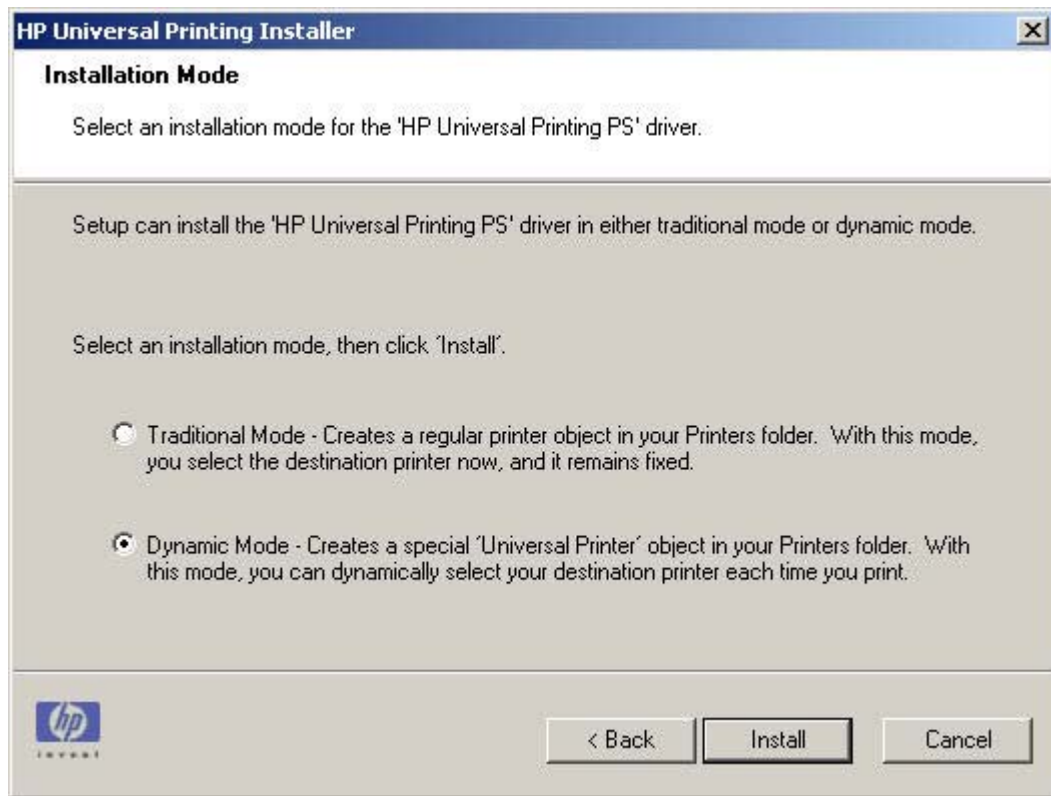 HP Universal Printing Installer
Installation Mode
Select an installation mode for the 'HP Universal Printing PS' driver.
Setup can install the 'HP Universal Printing PS' driver in either traditional mode or dynamic mode.
Select an installation mode, then click ´Install´.
Traditional Mode - Creates a regular printer object in your Printers folder. With this mode,
you select the destination printer now, and it remains fixed.
Dynamic Mode - Creates a special ´Universal Printer´ object in your Printers folder. With
this mode, you can dynamically select your destination printer each time you print.
hp
invent
< Back
Install
Cancel